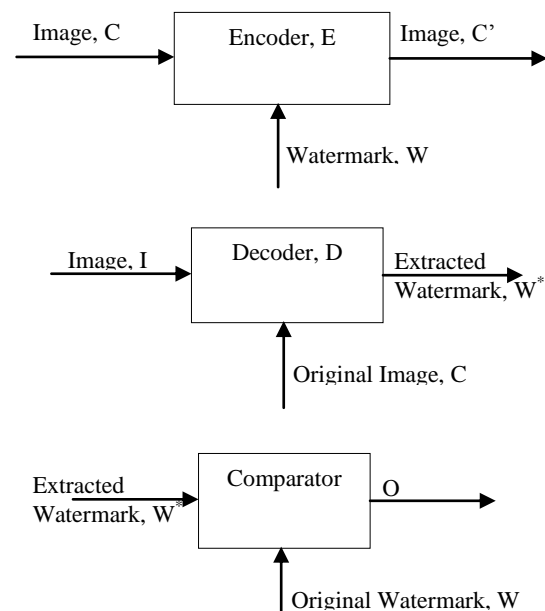 Image, C
Encoder, E
Image, C’
Watermark, W
Image, I
Decoder, D
Extracted
Watermark, W*
Original Image, C
Extracted
Watermark, W*
Comparator
O
Original Watermark, W